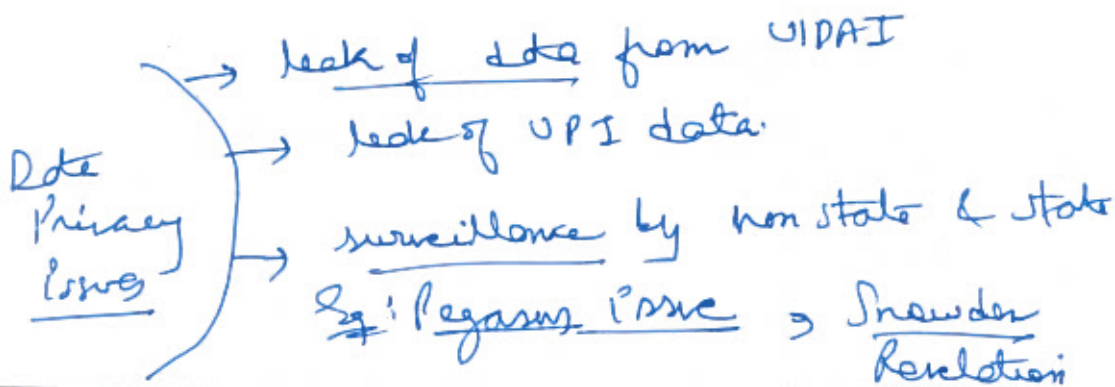 Data
Privacy
Issues
→ leak of data from UIDAI
→ leak of UPI data.
→ surveillance by non state & state
Eg: Pegasus issue, Snowden
Revelation